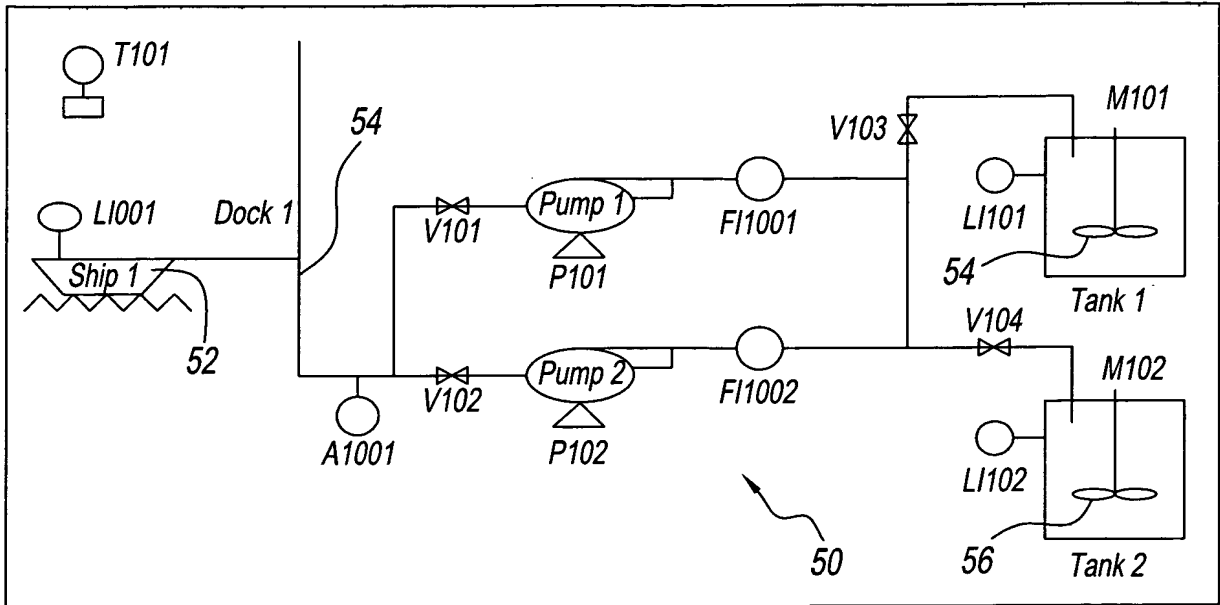 T101
54
M101
V103
LI001
Dock 1
Pump 1
LI101
V101
FI1001
Ship 1
P101
54
Tank 1
52
V104
Pump 2
M102
V102
FI1002
A1001
P102
LI102
50
56
Tank 2